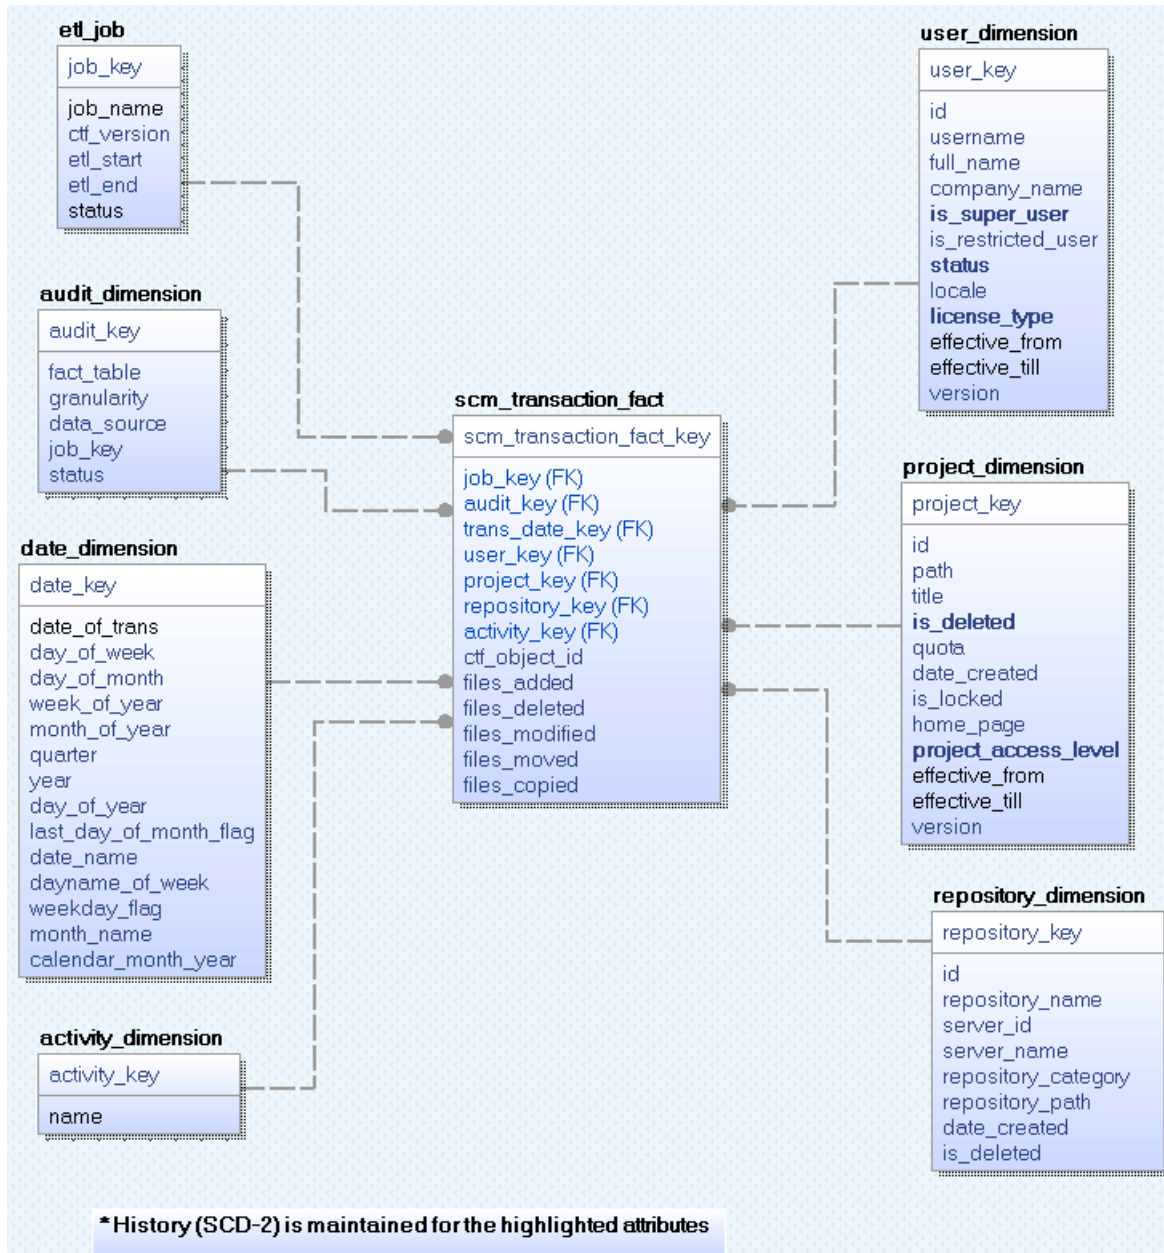 etl_job
job_key
job_name
ctf_version
etl_start
etl_end
status
audit_dimension
audit_key
fact_table
granularity
data_source
job_key
status
date_dimension
date_key
date_of_trans
day_of_week
day_of_month
week_of_year
month_of_year
quarter
year
day_of_year
last_day_of_month_flag
date_name
dayname_of_week
weekday_flag
month_name
calendar_month_year
activity_dimension
activity_key
name
scm_transaction_fact
scm_transaction_fact_key
job_key (FK)
audit_key (FK)
trans_date_key (FK)
user_key (FK)
project_key (FK)
repository_key (FK)
activity_key (FK)
ctf_object_id
files_added
files_deleted
files_modified
files_moved
files_copied
user_dimension
user_key
id
username
full_name
company_name
is_super_user
is_restricted_user
status
locale
license_type
effective_from
effective_till
version
project_dimension
project_key
id
path
title
is_deleted
quota
date_created
is_locked
home_page
project_access_level
effective_from
effective_till
version
repository_dimension
repository_key
id
repository_name
server_id
server_name
repository_category
repository_path
date_created
is_deleted
* History (SCD-2) is maintained for the highlighted attributes